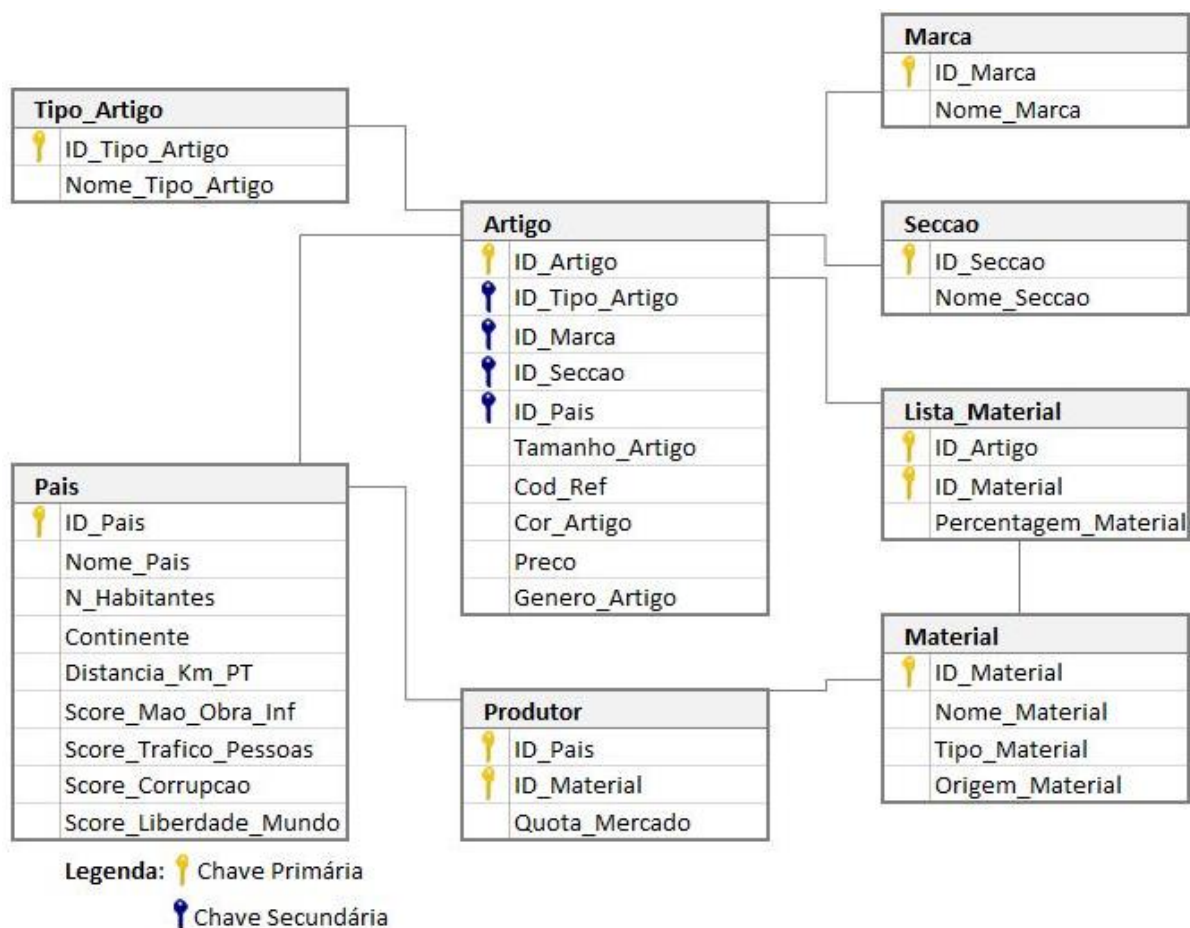 Tipo_Artigo
ID_Tipo_Artigo
Nome_Tipo_Artigo
Marca
ID_Marca
Nome_Marca
Artigo
ID_Artigo
ID_Tipo_Artigo
ID_Marca
ID_Seccao
ID_Pais
Tamanho_Artigo
Cod_Ref
Cor_Artigo
Preco
Genero_Artigo
Seccao
ID_Seccao
Nome_Seccao
Lista_Material
ID_Artigo
ID_Material
Percentagem_Material
Pais
ID_Pais
Nome_Pais
N_Habitantes
Continente
Distancia_Km_PT
Score_Mao_Obra_Inf
Score_Trafico_Pessoas
Score_Corrupcao
Score_Liberdade_Mundo
Produtor
ID_Pais
ID_Material
Quota_Mercado
Material
ID_Material
Nome_Material
Tipo_Material
Origem_Material
Legenda: Chave Primária
Chave Secundária